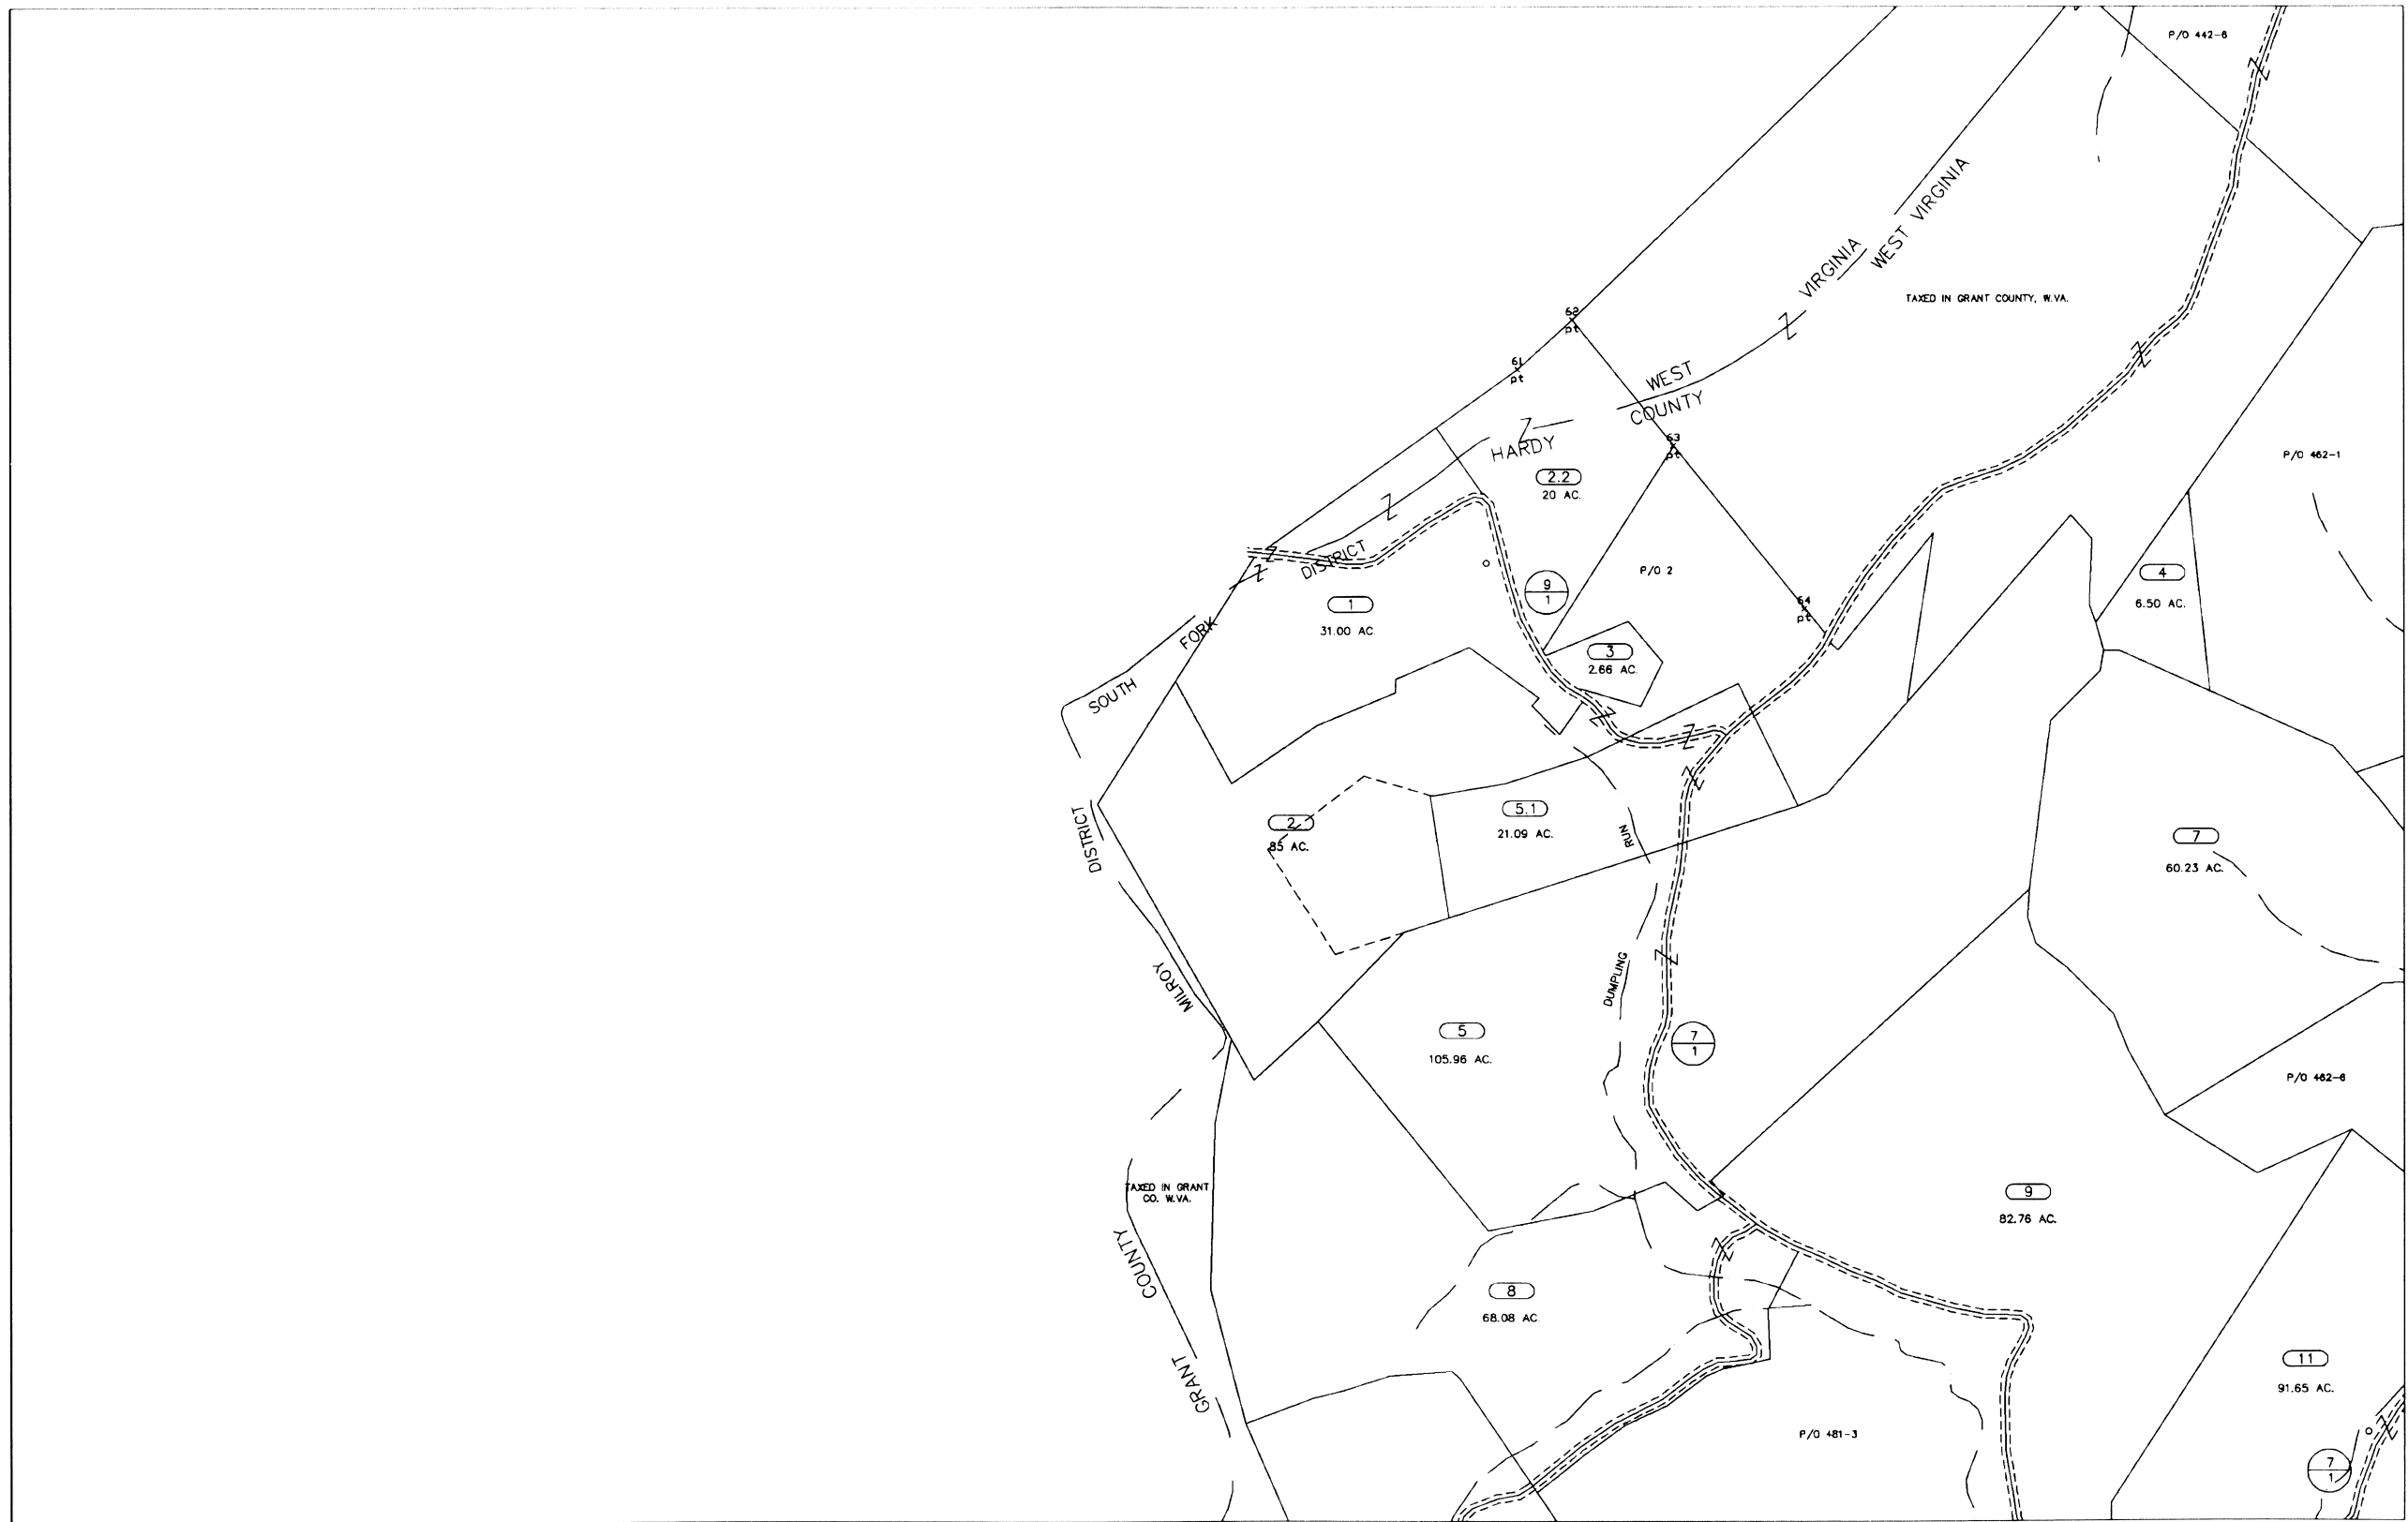 P/O 442-6
VIRGINIA
WEST VIRGINIA
TAXED IN GRANT COUNTY, W.VA.
62
pt
61
pt
WEST
COUNTY
HARDY
63
pt
P/O 462-1
2.2
20 AC.
DISTRICT
P/O 2
9
1
4
6.50 AC.
1
31.00 AC
64
pt
FORK
SOUTH
3
2.66 AC.
DISTRICT
2
85 AC.
5.1
21.09 AC.
RUN
7
60.23 AC.
MILROY
DUMPLING
5
105.96 AC.
7
1
P/O 462-6
TAXED IN GRANT
CO. W.VA.
9
82.76 AC.
COUNTY
8
68.08 AC
GRANT
11
91.65 AC.
P/O 481-3
7
1